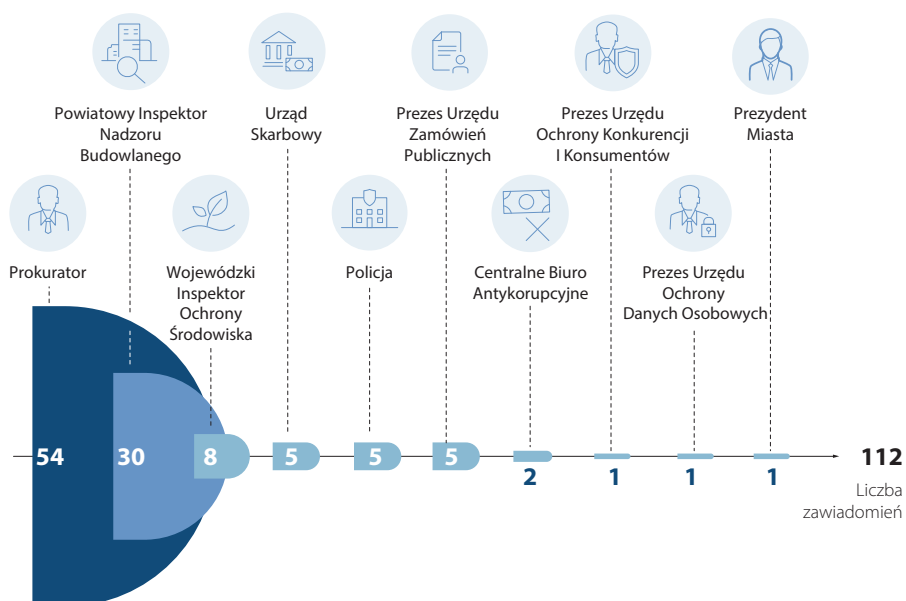 Powiatowy Inspektor
Nadzoru
Budowlanego
Urząd
Skarbowy
Prezes Urzędu
Zamówień
Publicznych
Prezes Urzędu
Ochrony Konkurencji
I Konsumentów
Prezydent
Miasta
Prokurator
Wojewódzki
Inspektor
Ochrony
Środowiska
Policja
Centralne Biuro
Antykorupcyjne
Prezes Urzędu
Ochrony
Danych Osobowych
54
30
8
5
5
5
2
1
1
1
112
Liczba
zawiadomień